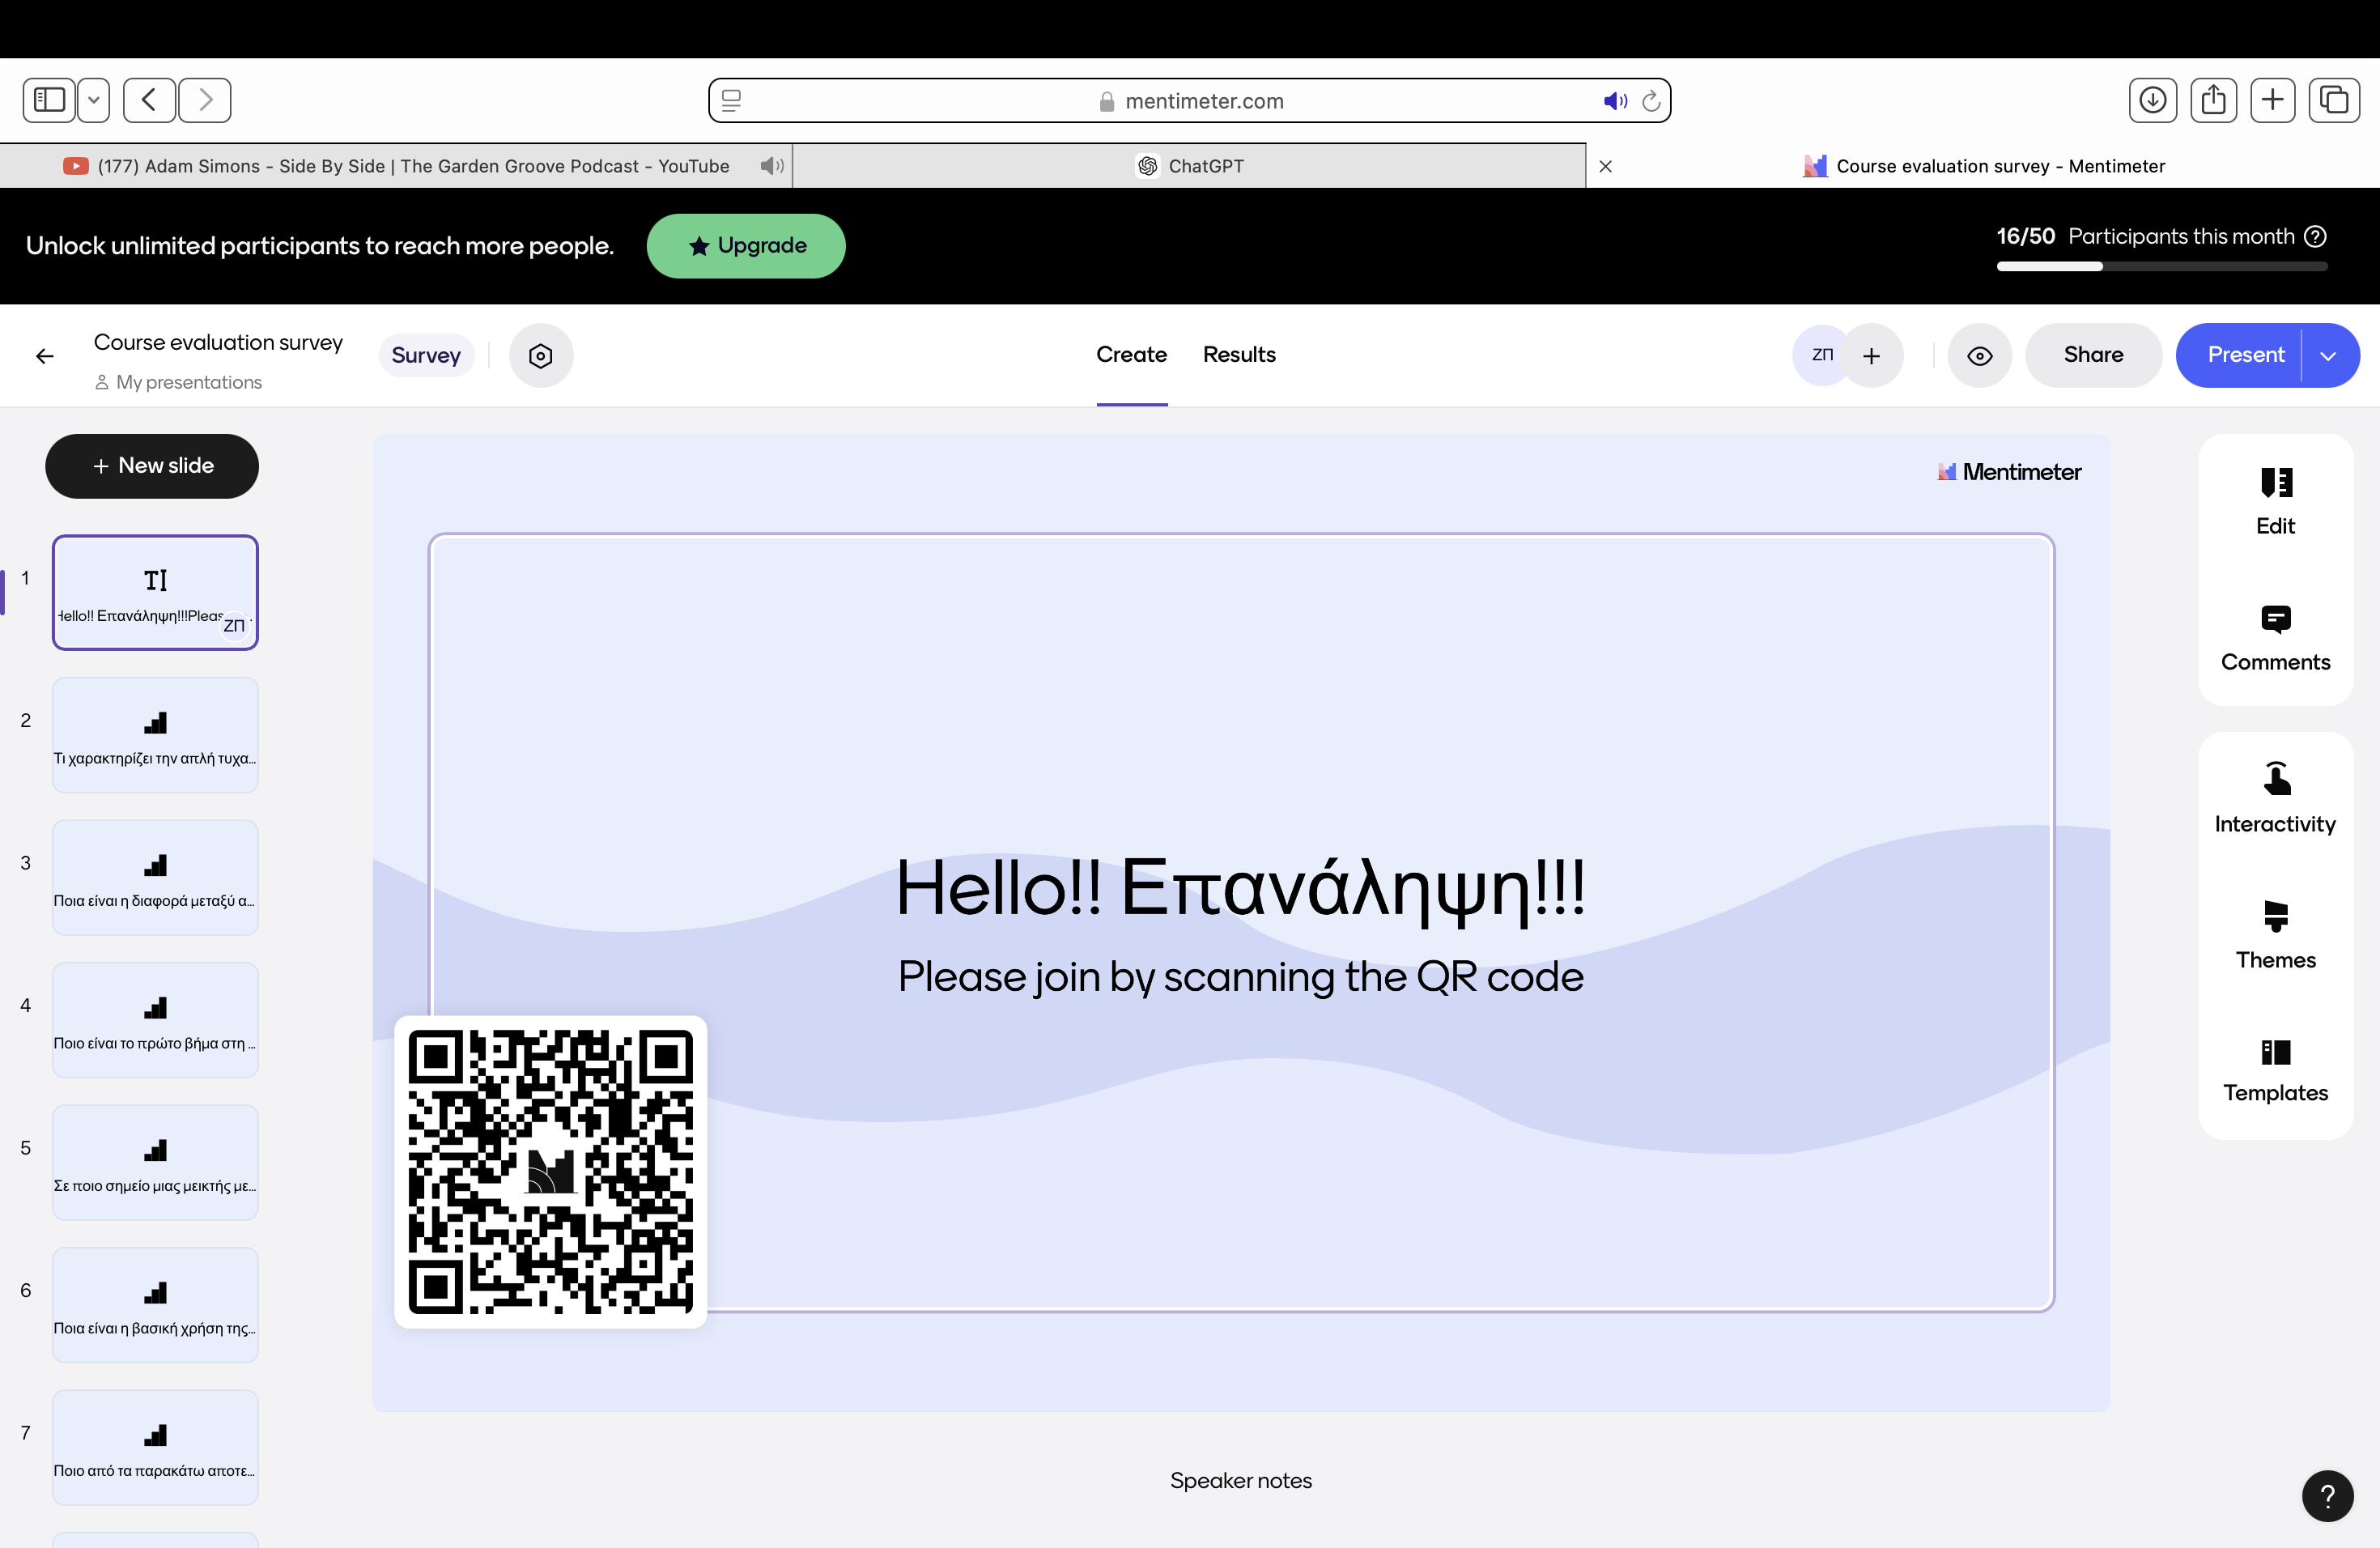 mentimeter.com
(177) Adam Simons - Side By Side | The Garden Groove Podcast - YouTube
ChatGPT
Course evaluation survey - Mentimeter
Unlock unlimited participants to reach more people.
Upgrade
16/50 Participants this month
Course evaluation survey
My presentations
Survey
Create
Results
ΖΠ
Share
Present
+ New slide
Mentimeter
1
Hello!! Επανάληψη!!!Pleas
ΖΠ
2
Τι χαρακτηρίζει την απλή τυχα...
3
Ποια είναι η διαφορά μεταξύ α...
4
Ποιο είναι το πρώτο βήμα στη ...
5
Σε ποιο σημείο μιας μεικτής με...
6
Ποια είναι η βασική χρήση της...
7
Ποιο από τα παρακάτω αποτε...
Hello!! Επανάληψη!!!
Please join by scanning the QR code
Speaker notes
Edit
Comments
Interactivity
Themes
Templates
?